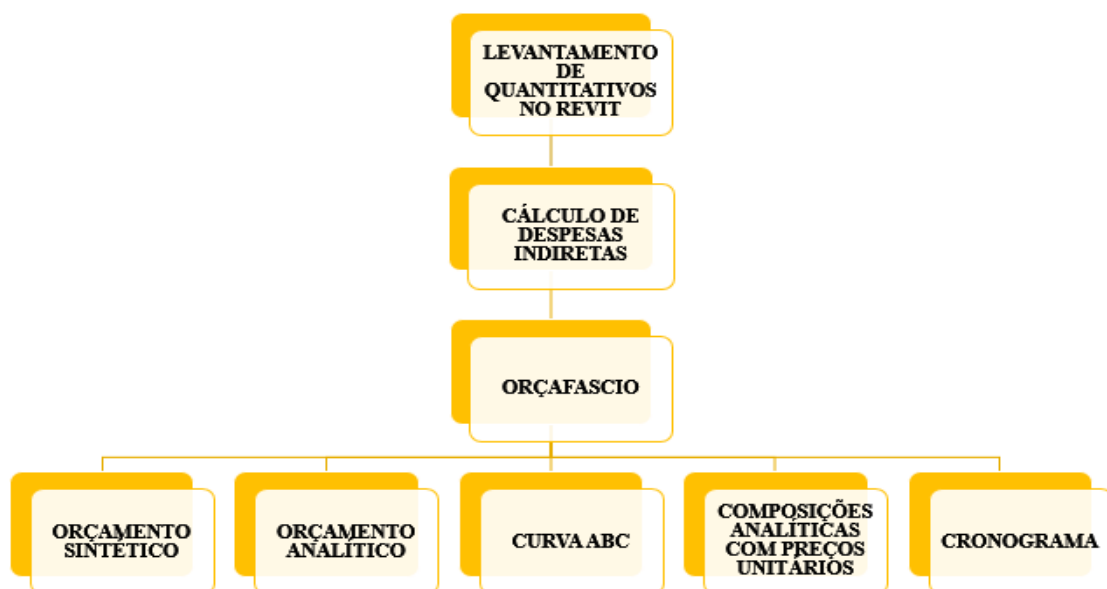 LEVANTAMENTO
DE
QUANTITATIVOS
NO REVIT
CÁLCULO DE
DESPESAS
INDIRETAS
ORÇAFASCIO
ORÇAMENTO
SINTÉTICO
ORÇAMENTO
ANALÍTICO
CURVA ABC
COMPOSIÇÕES
ANALÍTICAS
COM PREÇOS
UNITÁRIOS
CRONOGRAMA